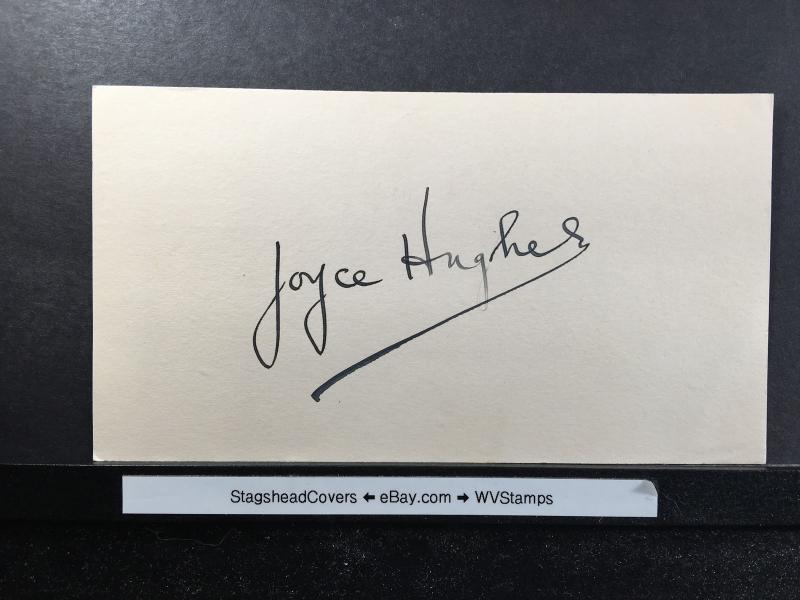 Joyce Hughes
StagsheadCovers ← eBay.com → WVStamps